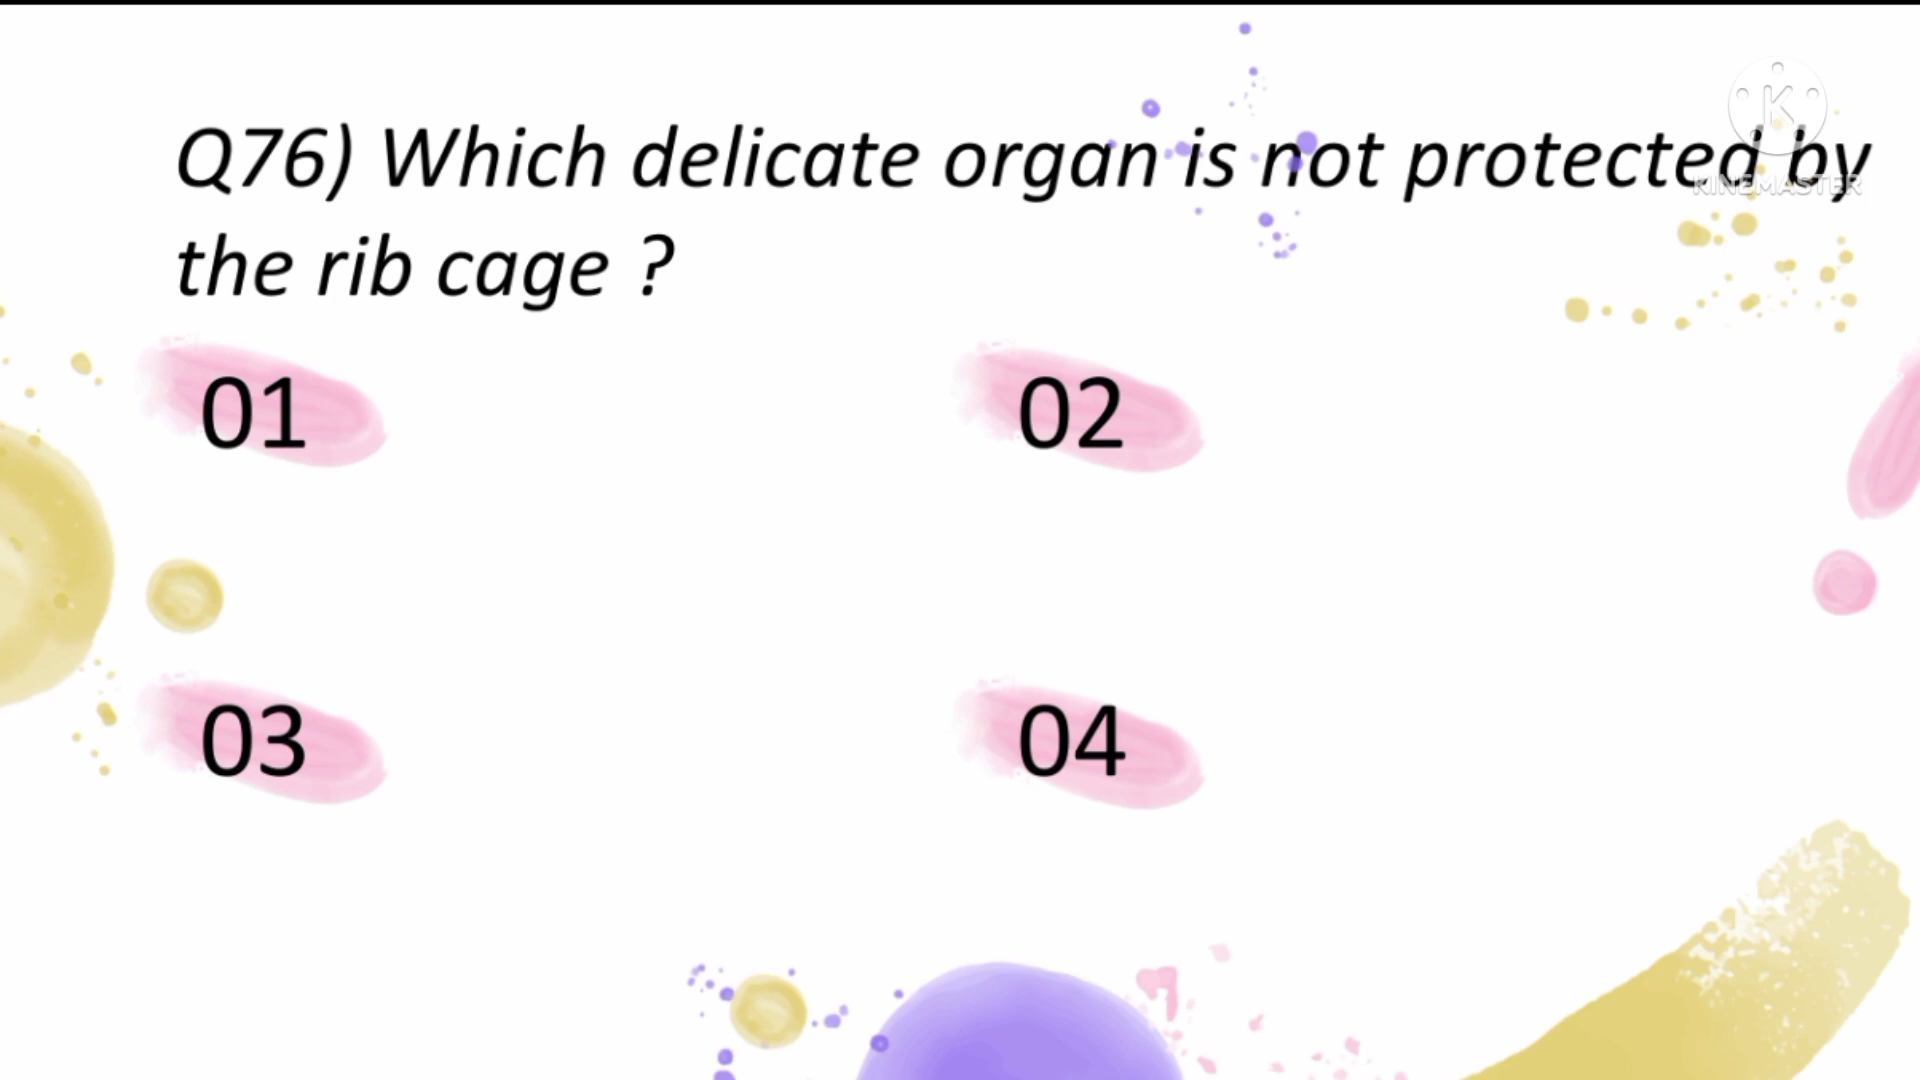 Q76) Which delicate organ is not protected by
the rib cage ?
01
02
03
04
K
KINEMASTER